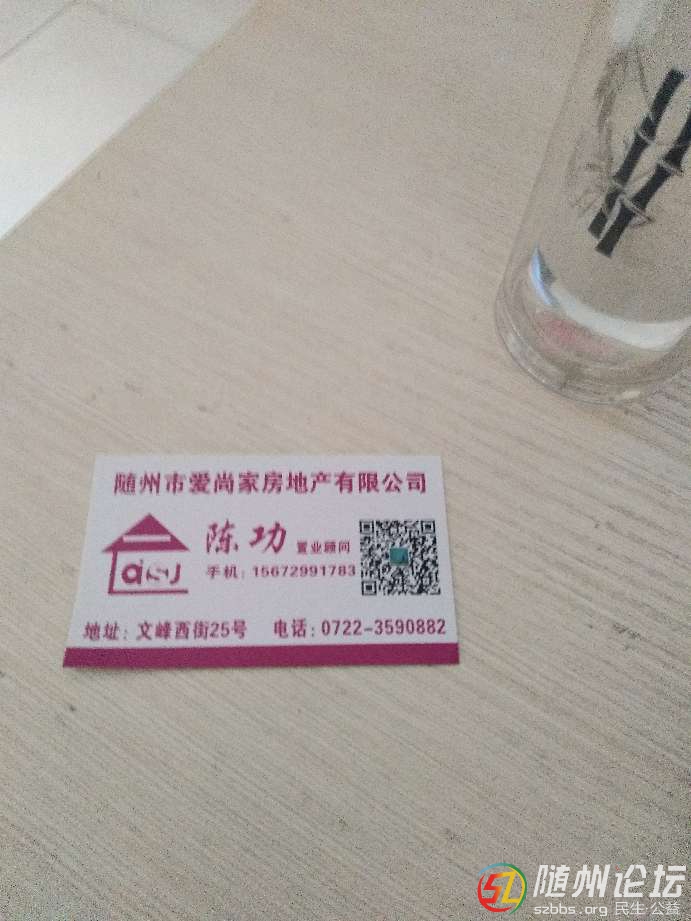 随州市爱尚家房地产有限公司
陈功 置业顾问
手机：15672991783
地址：文峰西街25号 电话：0722-3590882
随州论坛
szbbs.org 民生·公益